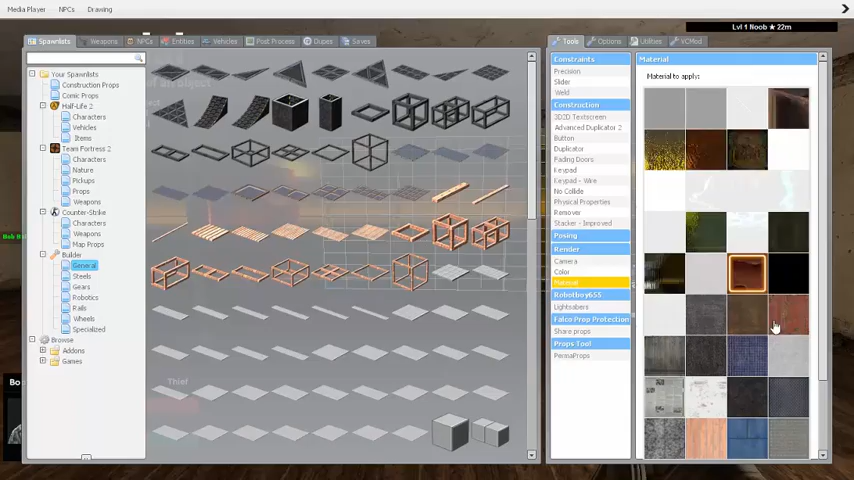 Media Player NPCs Drawing
Lvl 1 Noob ★ 22m
Spawnlists Weapons NPCs Entities Vehicles Post Process Dupes Saves
Tools Options Utilities VCMod
Your Spawnlists
Construction Props
Comic Props
Half-Life 2
Characters
Vehicles
Items
Team Fortress 2
Characters
Nature
Pickups
Props
Weapons
Counter-Strike
Characters
Weapons
Map Props
Builder
General
Steels
Gears
Robotics
Rails
Wheels
Specialized
Browse
Addons
Games
Thief
Constraints
Precision
Slider
Weld
Construction
3D2D Textscreen
Advanced Duplicator 2
Button
Duplicator
Fading Doors
Keypad
Keypad - Wire
No Collide
Physical Properties
Remover
Stacker - Improved
Posing
Render
Camera
Color
Material
Robotboy655
Lightsabers
Falco Prop Protection
Share props
Props Tool
PermaProps
Material
Material to apply: